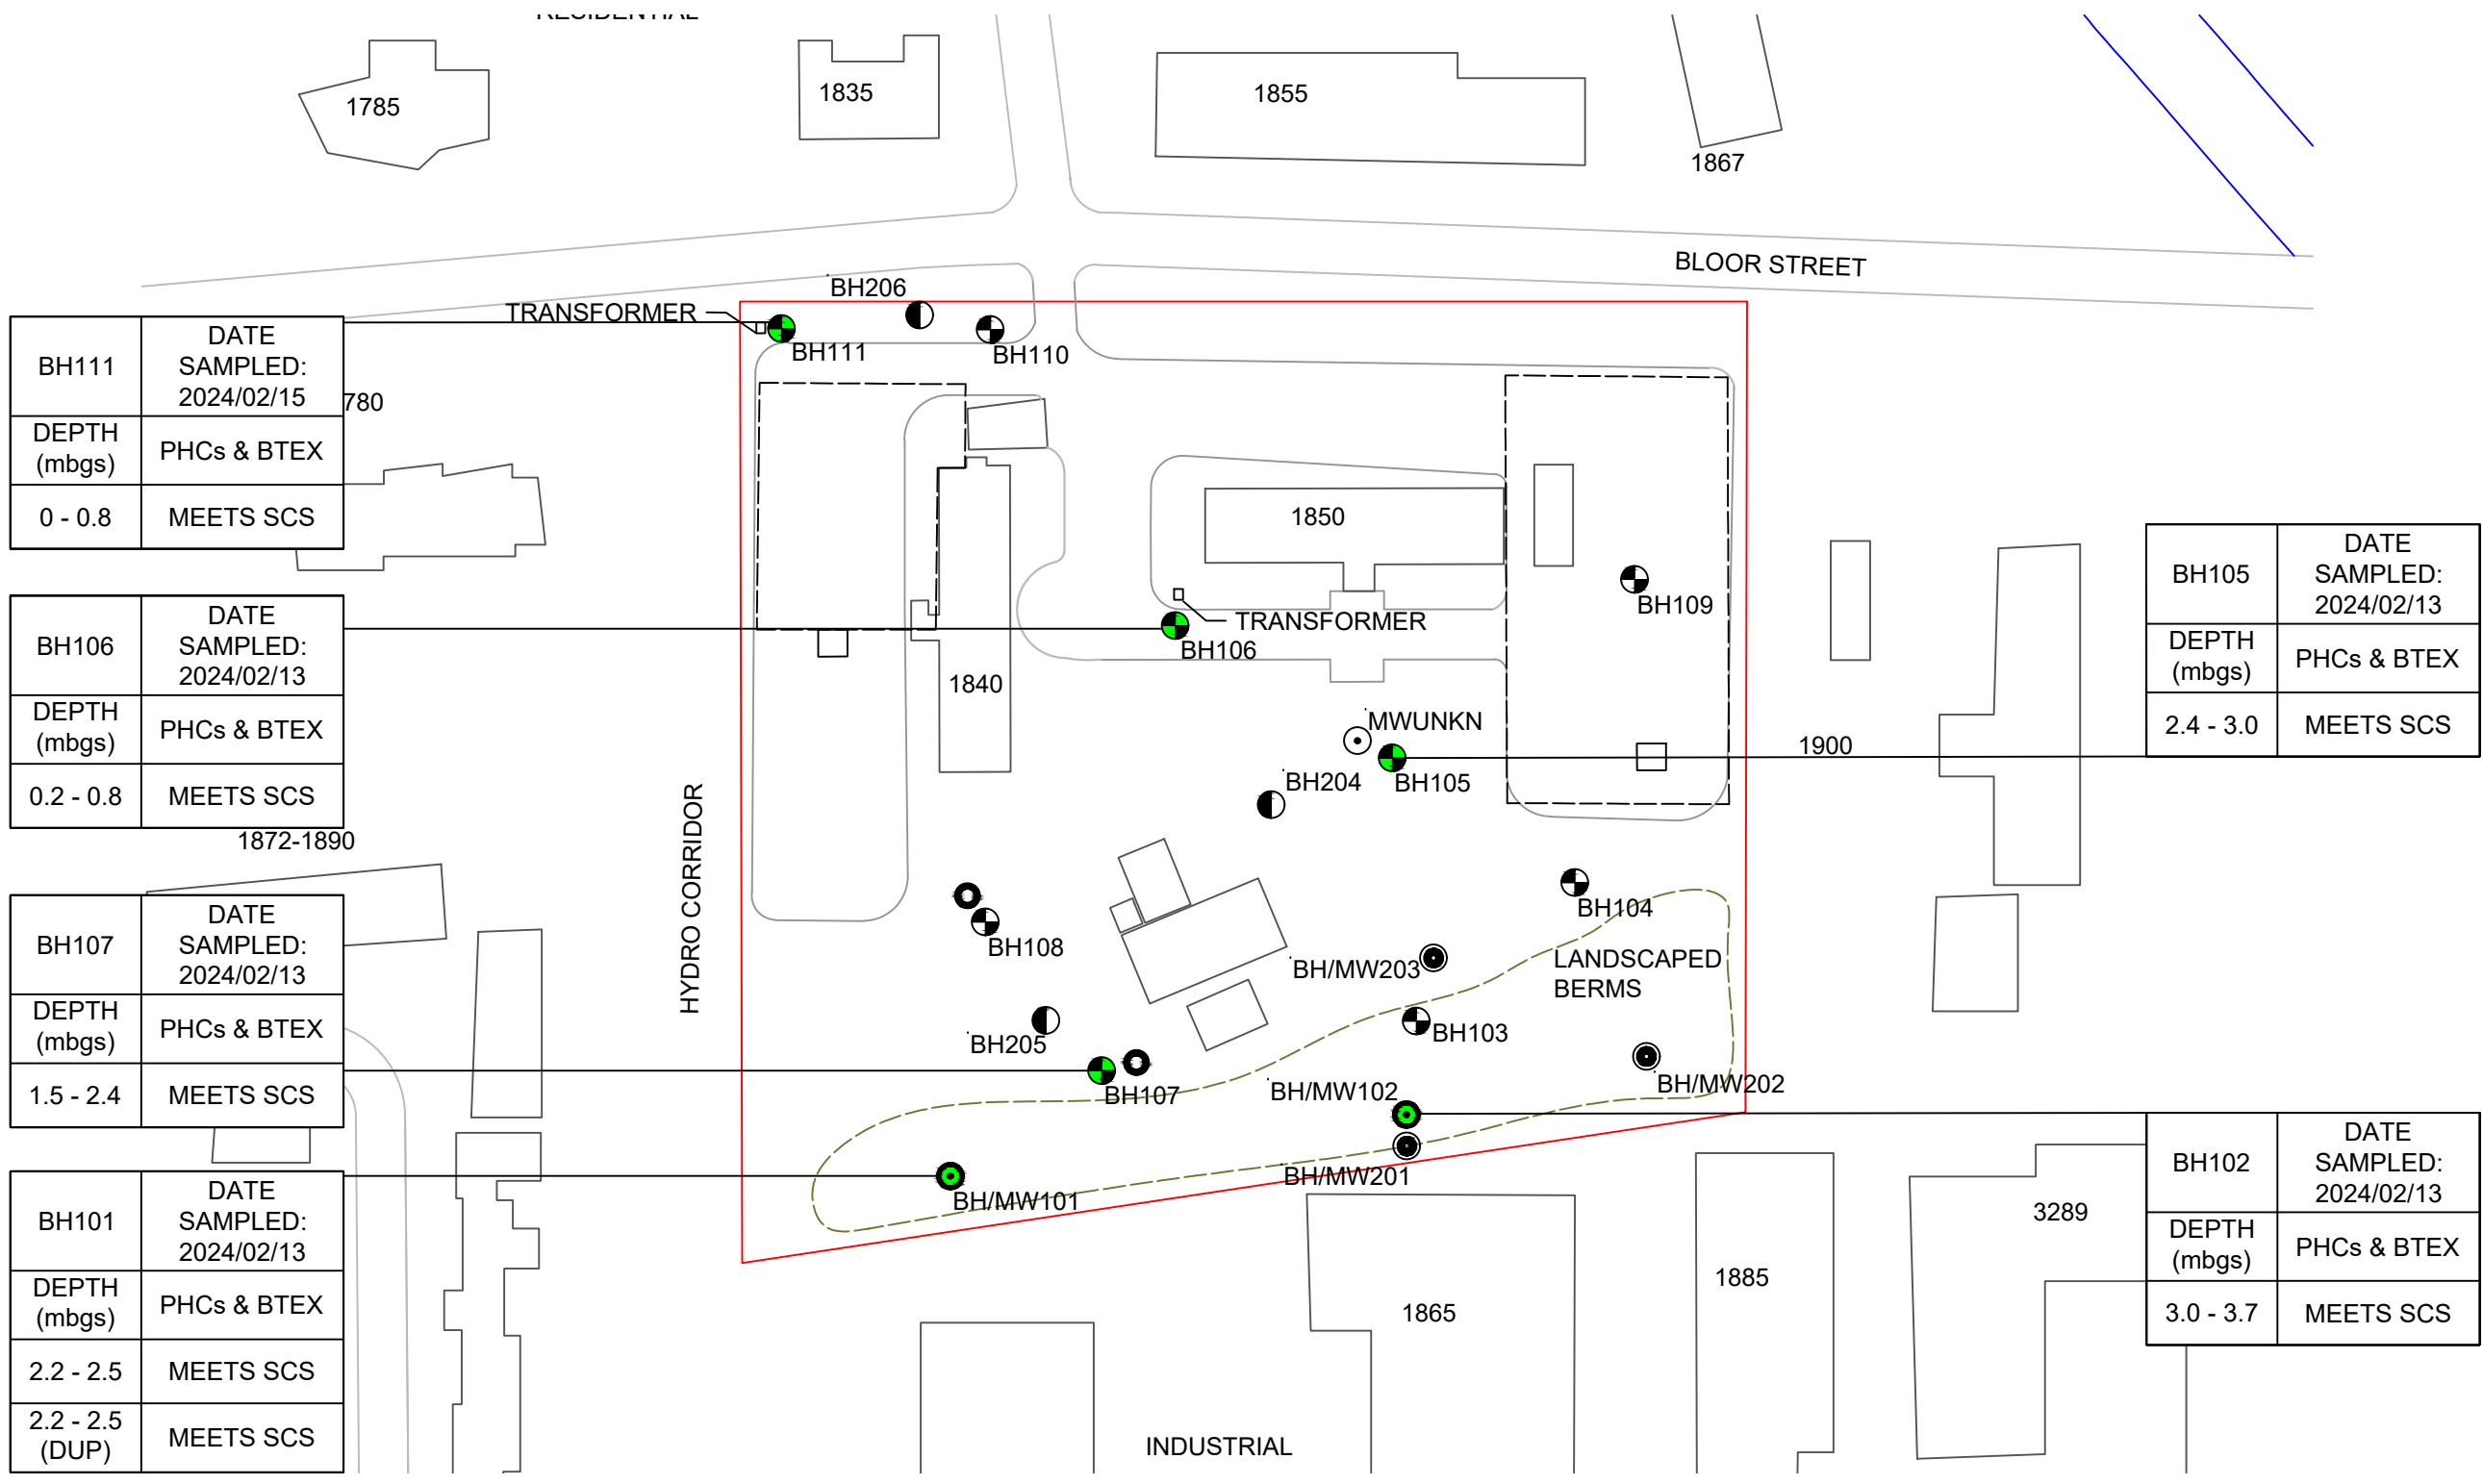 RESIDENTIAL
1785
1835
1855
1867
BLOOR STREET
BH206
TRANSFORMER
BH111
BH110
BH111
DATE
SAMPLED:
2024/02/15
DEPTH
(mbgs)
PHCs & BTEX
0 - 0.8
MEETS SCS
780
1850
BH109
TRANSFORMER
BH106
BH106
DATE
SAMPLED:
2024/02/13
DEPTH
(mbgs)
PHCs & BTEX
0.2 - 0.8
MEETS SCS
BH105
DATE
SAMPLED:
2024/02/13
DEPTH
(mbgs)
PHCs & BTEX
2.4 - 3.0
MEETS SCS
1840
MWUNKN
1900
BH204
BH105
HYDRO CORRIDOR
1872-1890
BH104
BH108
BH/MW203
LANDSCAPED
BERMS
BH205
BH103
BH107
DATE
SAMPLED:
2024/02/13
DEPTH
(mbgs)
PHCs & BTEX
1.5 - 2.4
MEETS SCS
BH107
BH/MW102
BH/MW202
BH/MW201
BH/MW101
BH101
DATE
SAMPLED:
2024/02/13
DEPTH
(mbgs)
PHCs & BTEX
2.2 - 2.5
MEETS SCS
2.2 - 2.5
(DUP)
MEETS SCS
BH102
DATE
SAMPLED:
2024/02/13
DEPTH
(mbgs)
PHCs & BTEX
3.0 - 3.7
MEETS SCS
3289
1885
1865
INDUSTRIAL